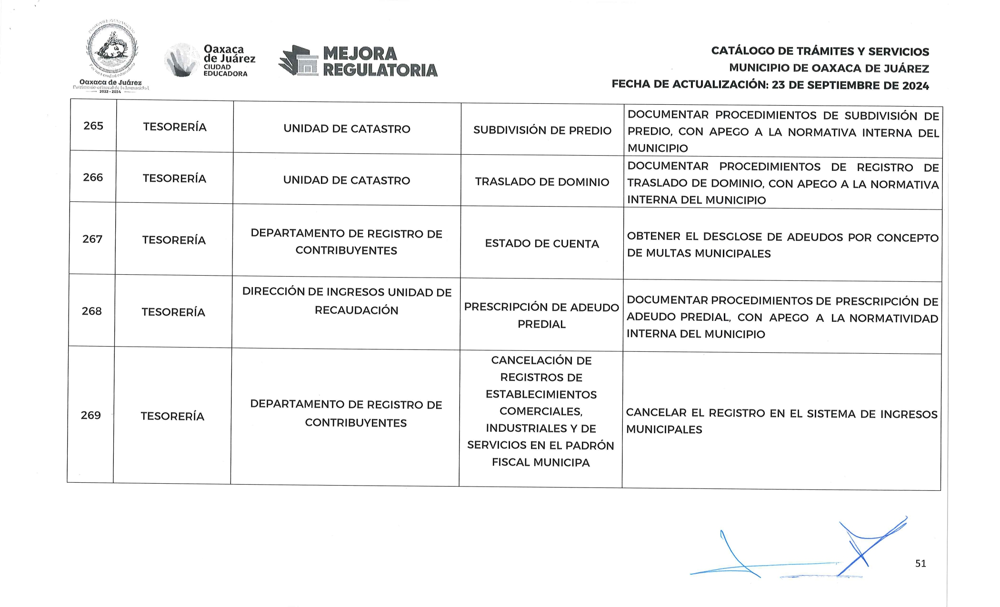 Oaxaca de Juárez
Patrimonio cultural de la humanidad
2022 - 2024
Oaxaca
de Juárez
CIUDAD
EDUCADORA
MEJORA
REGULATORIA
CATÁLOGO DE TRÁMITES Y SERVICIOS
MUNICIPIO DE OAXACA DE JUÁREZ
FECHA DE ACTUALIZACIÓN: 23 DE SEPTIEMBRE DE 2024
265
TESORERÍA
UNIDAD DE CATASTRO
SUBDIVISIÓN DE PREDIO
DOCUMENTAR PROCEDIMIENTOS DE SUBDIVISIÓN DE
PREDIO, CON APEGO A LA NORMATIVA INTERNA DEL
MUNICIPIO
266
TESORERÍA
UNIDAD DE CATASTRO
TRASLADO DE DOMINIO
DOCUMENTAR PROCEDIMIENTOS DE REGISTRO DE
TRASLADO DE DOMINIO, CON APEGO A LA NORMATIVA
INTERNA DEL MUNICIPIO
267
TESORERÍA
DEPARTAMENTO DE REGISTRO DE
CONTRIBUYENTES
ESTADO DE CUENTA
OBTENER EL DESGLOSE DE ADEUDOS POR CONCEPTO
DE MULTAS MUNICIPALES
268
TESORERÍA
DIRECCIÓN DE INGRESOS UNIDAD DE
RECAUDACIÓN
PRESCRIPCIÓN DE ADEUDO
PREDIAL
DOCUMENTAR PROCEDIMIENTOS DE PRESCRIPCIÓN DE
ADEUDO PREDIAL, CON APEGO A LA NORMATIVIDAD
INTERNA DEL MUNICIPIO
269
TESORERÍA
DEPARTAMENTO DE REGISTRO DE
CONTRIBUYENTES
CANCELACIÓN DE
REGISTROS DE
ESTABLECIMIENTOS
COMERCIALES,
INDUSTRIALES Y DE
SERVICIOS EN EL PADRÓN
FISCAL MUNICIPA
CANCELAR EL REGISTRO EN EL SISTEMA DE INGRESOS
MUNICIPALES
51